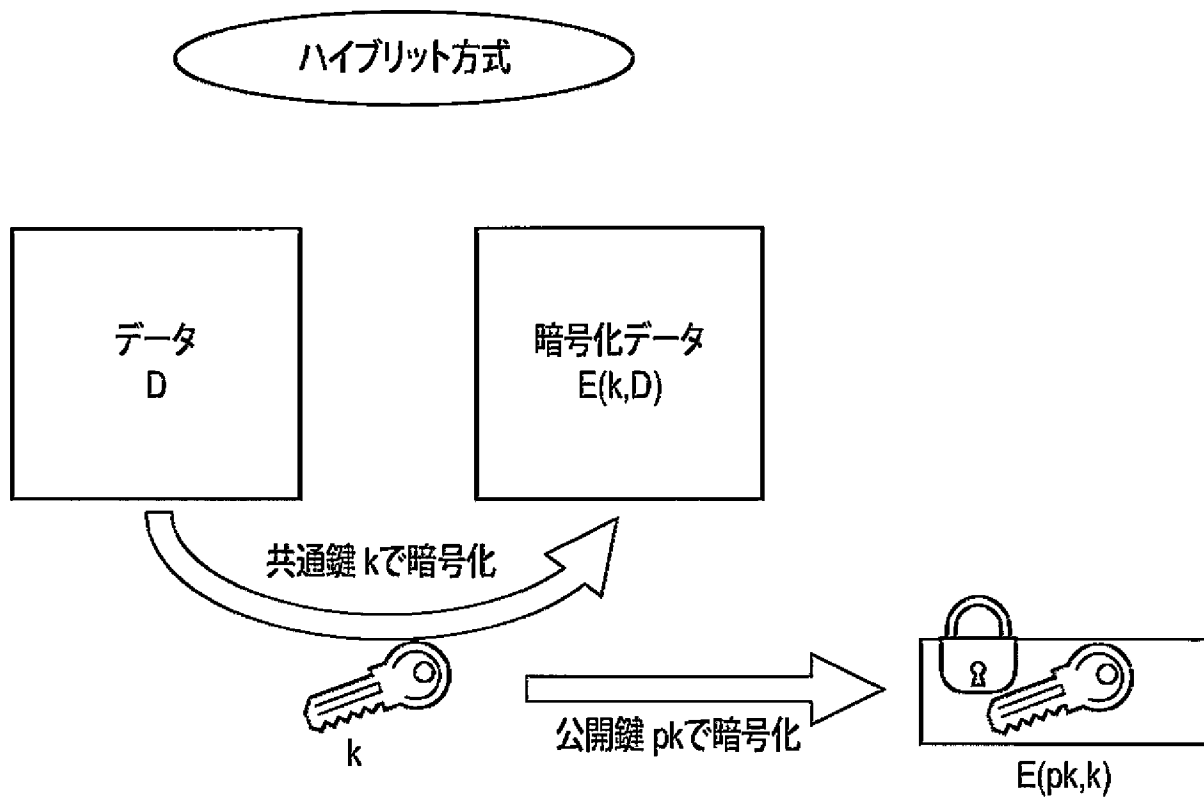 ハイブリット方式
データ
D
暗号化データ
E(k,D)
共通鍵 kで暗号化
k
公開鍵 pkで暗号化
E(pk,k)